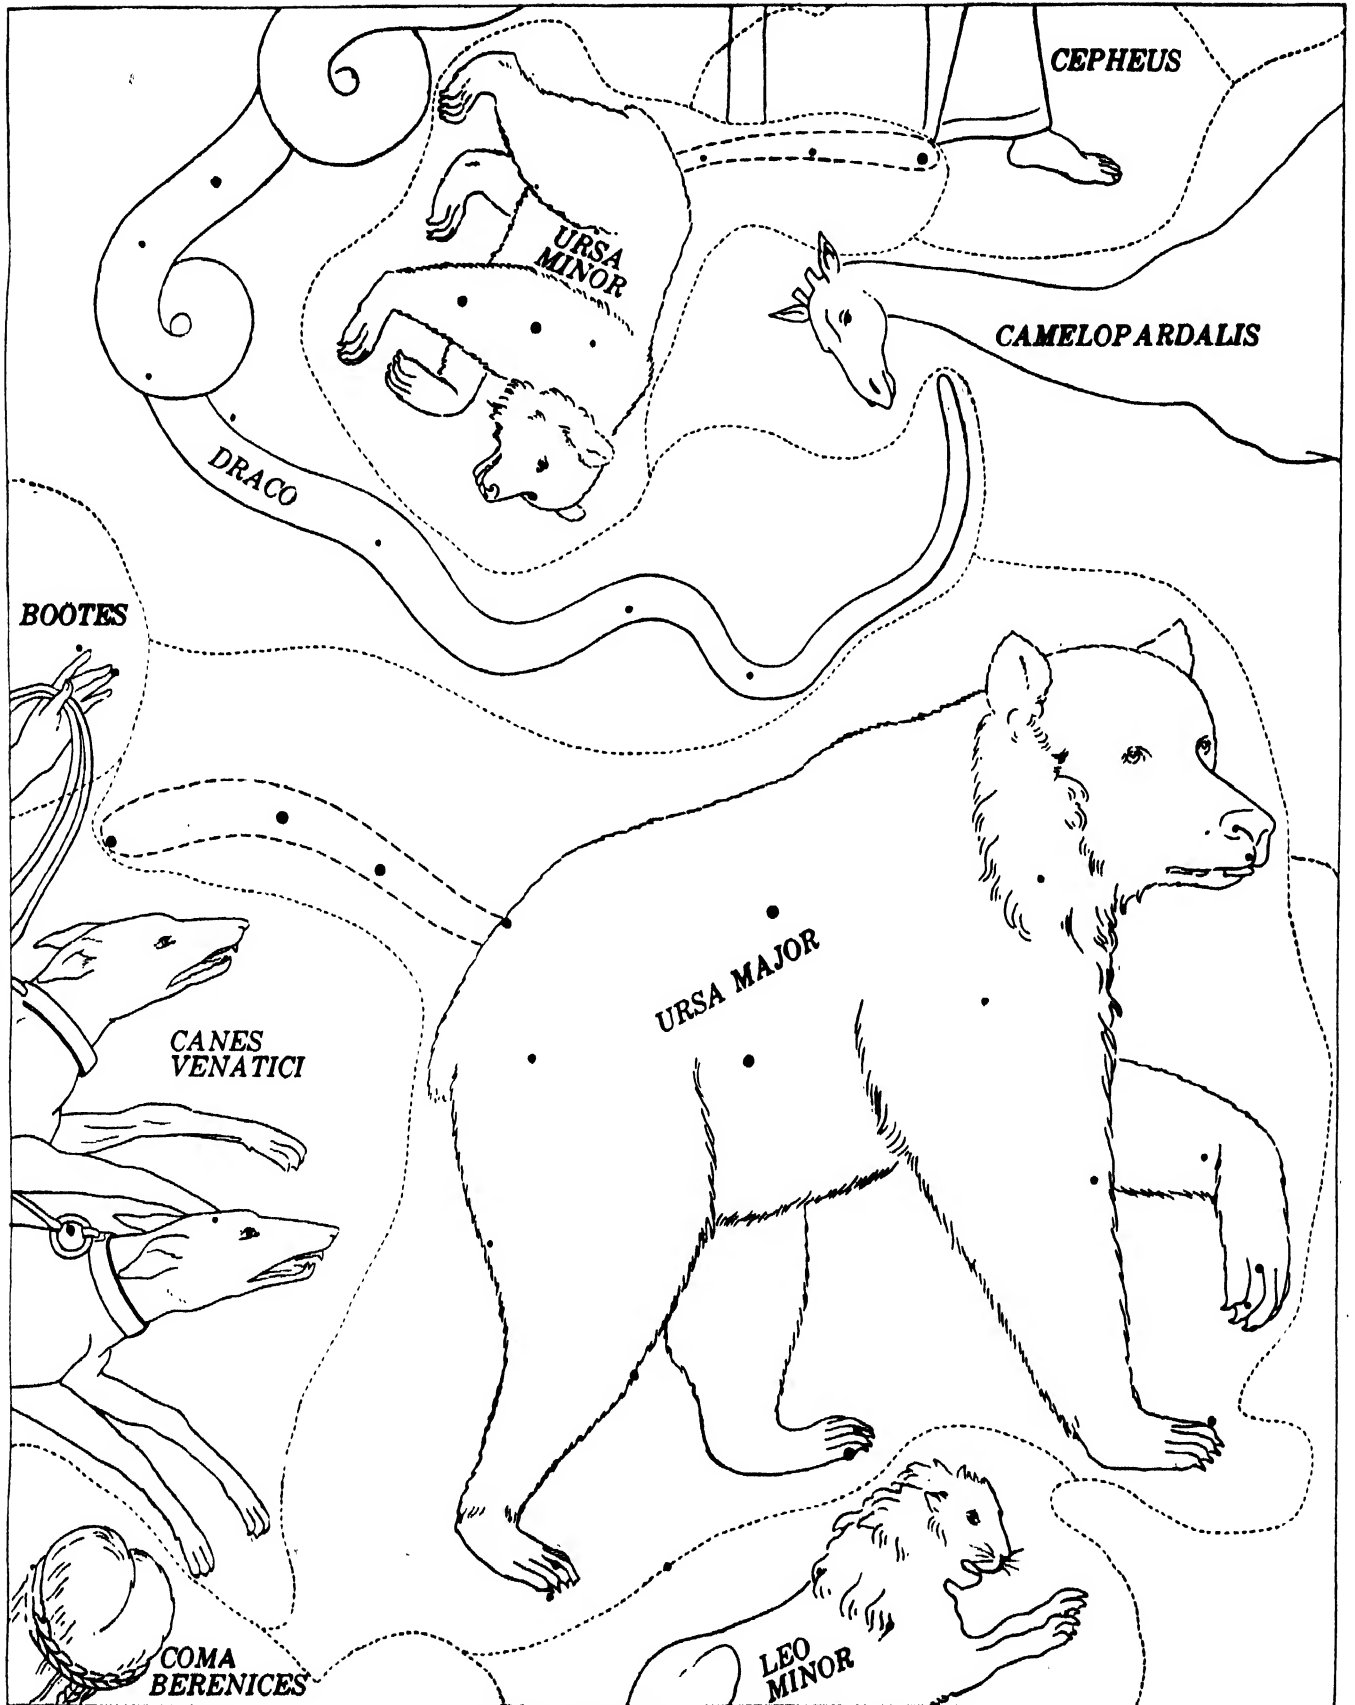 CEPHEUS
URSA
MINOR
CAMELOPARDALIS
DRACO
BOÖTES
URSA MAJOR
CANES
VENATICI
COMA
BERENICES
LEO
MINOR